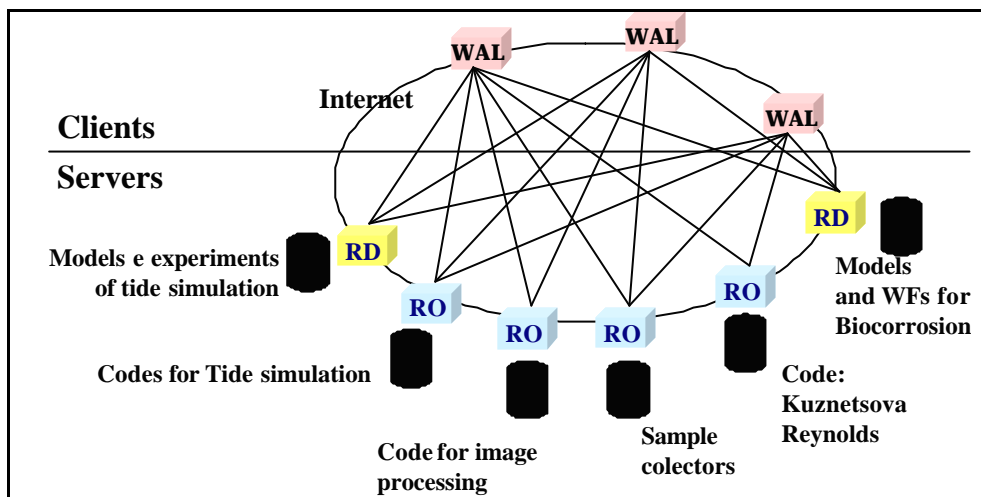 WAL
WAL
Internet
WAL
Clients
Servers
RD
RD
Models e experiments
of tide simulation
Models
and WFs for
Biocorrosion
RO
RO
RO
RO
Codes for Tide simulation
Code:
Kuznetsova
Reynolds
Code for image
processing
Sample
colectors